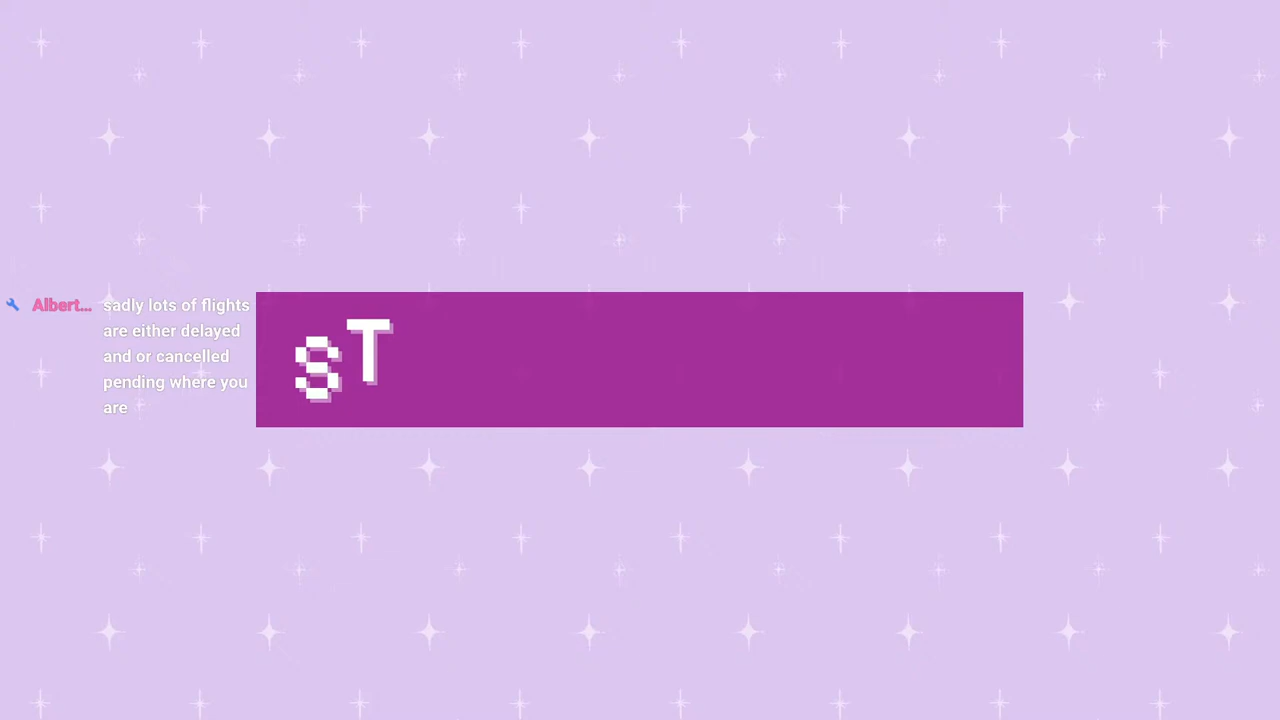 Albert... sadly lots of flights
are either delayed
and or cancelled
pending where you
are
sT